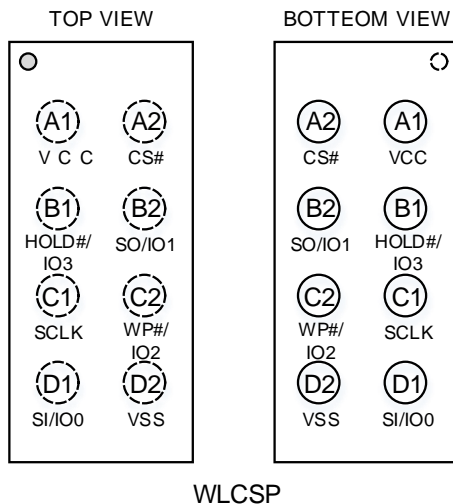 TOP VIEW
BOTTEOM VIEW
A1 A2
V C C CS#
B1 B2
HOLD#/ SO/IO1
IO3
C1 C2
SCLK WP#/
IO2
D1 D2
SI/IO0 VSS
A2 A1
CS# VCC
B2 B1
SO/IO1 HOLD#/
IO3
C2 C1
WP#/ SCLK
IO2
D2 D1
VSS SI/IO0
WLCSP